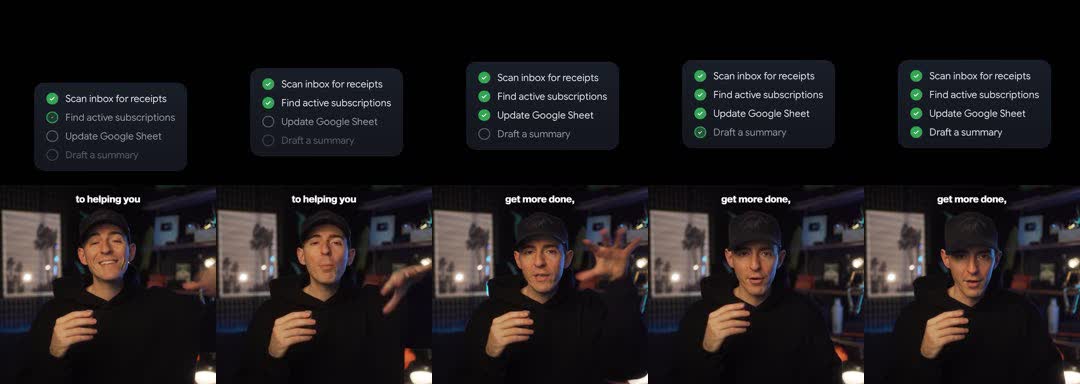 Scan inbox for receipts
Find active subscriptions
Update Google Sheet
Draft a summary
Scan inbox for receipts
Find active subscriptions
Update Google Sheet
Draft a summary
Scan inbox for receipts
Find active subscriptions
Update Google Sheet
Draft a summary
Scan inbox for receipts
Find active subscriptions
Update Google Sheet
Draft a summary
Scan inbox for receipts
Find active subscriptions
Update Google Sheet
Draft a summary
to helping you
to helping you
get more done,
get more done,
get more done,